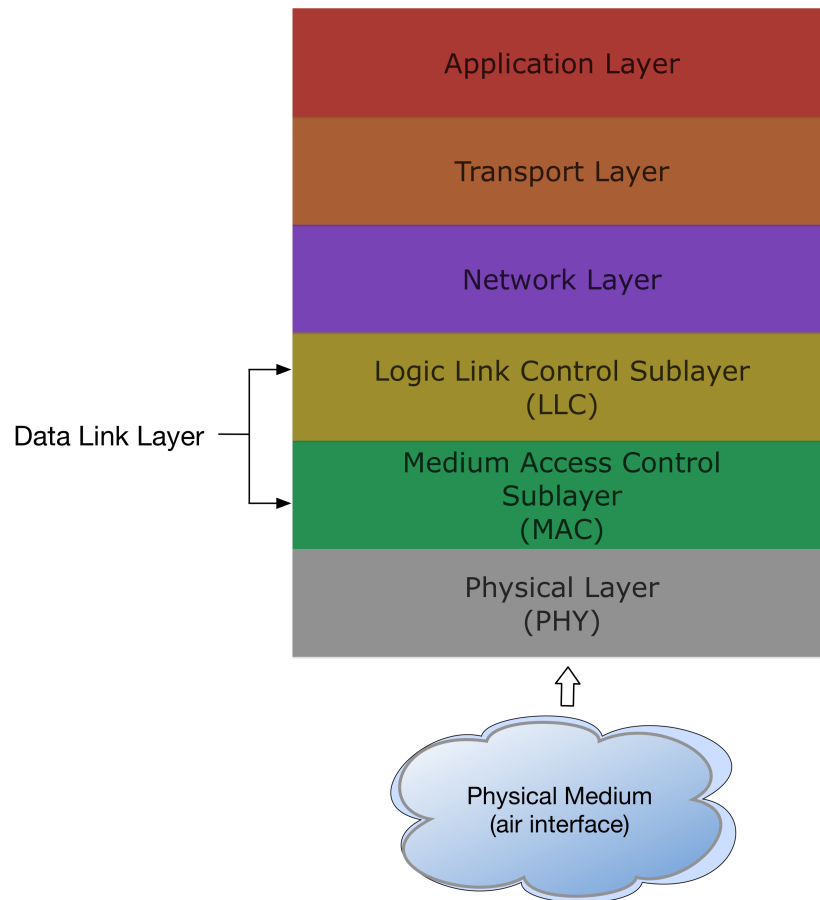 Application Layer
Transport Layer
Network Layer
Logic Link Control Sublayer
(LLC)
Data Link Layer
Medium Access Control
Sublayer
(MAC)
Physical Layer
(PHY)
Physical Medium
(air interface)